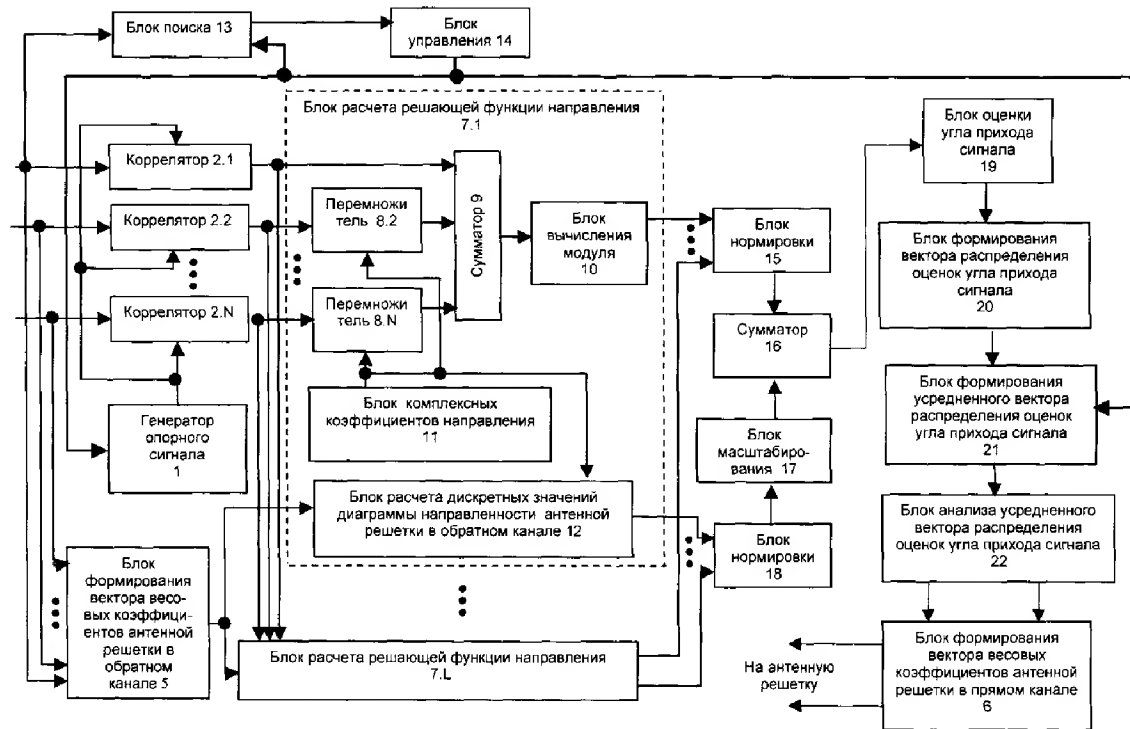 Блок поиска 13
Блок
управления 14
Блок расчета решающей функции направления
7.1
Коррелятор 2.1
Коррелятор 2.2
Коррелятор 2.N
Генератор
опорного
сигнала
1
Перемножи
тель 8.2
Перемножи
тель 8.N
Сумматор 9
Блок
вычисления
модуля
10
Блок комплексных
коэффициентов направления
11
Блок расчета дискретных значений
диаграммы направленности антенной
решетки в обратном канале 12
Блок
формирования
вектора весо-
вых коэффици-
ентов антенной
решетки в
обратном
канале 5
Блок расчета решающей функции направления
7.L
Блок
нормировки
15
Сумматор
16
Блок
масштабиро-
вания 17
Блок
нормировки
18
Блок оценки
угла прихода
сигнала
19
Блок формирования
вектора распределения
оценок угла прихода
сигнала
20
Блок формирования
усредненного вектора
распределения оценок
угла прихода сигнала
21
Блок анализа усредненного
вектора распределения
оценок угла прихода сигнала
22
Блок формирования
вектора весовых
коэффициентов антенной
решетки в прямом канале
6
На антенную
решетку